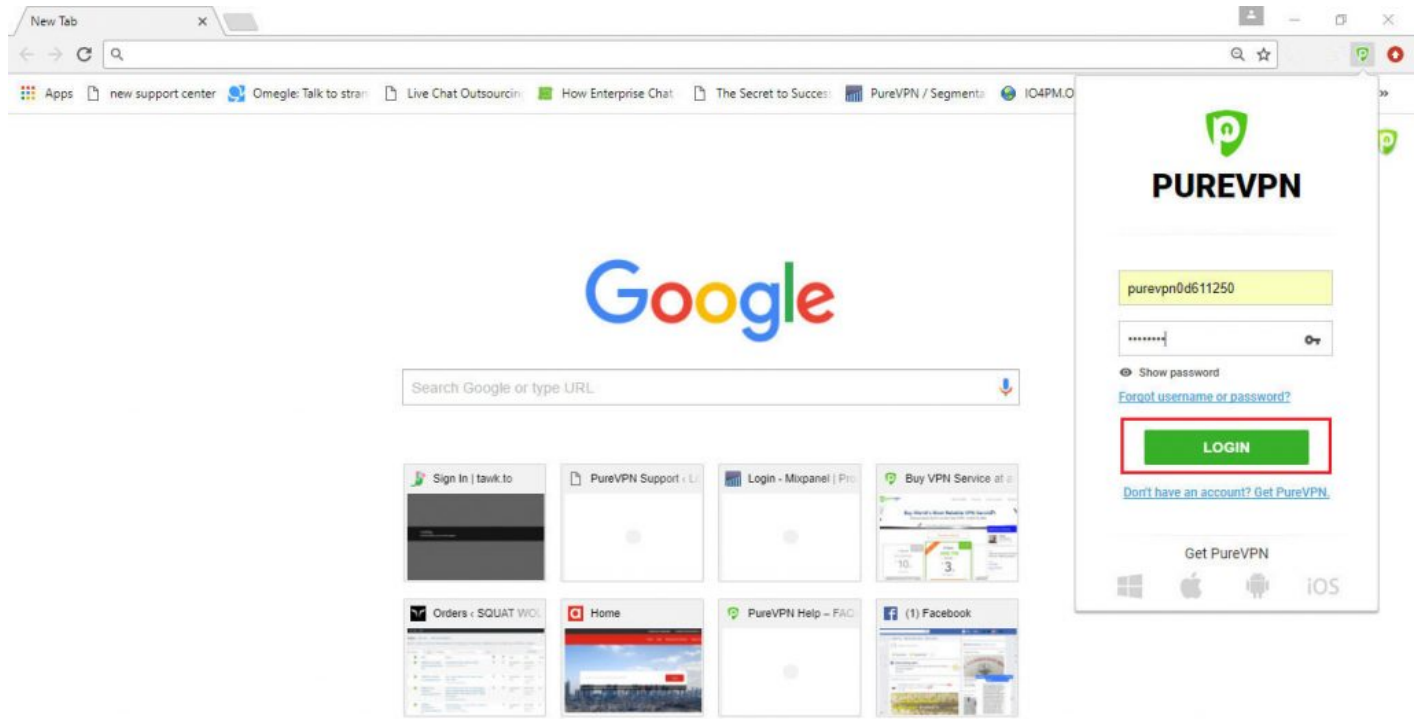 New Tab
Apps new support center Omegle: Talk to stran Live Chat Outsourcin How Enterprise Chat The Secret to Succes PureVPN / Segmenta IO4PM.O
PUREVPN
purevpn0d611250
Show password
Forgot username or password?
LOGIN
Don't have an account? Get PureVPN.
Get PureVPN
iOS
Google
Search Google or type URL
Sign In | tawk.to PureVPN Support ‹ Li Login - Mixpanel | Pro Buy VPN Service at a
Orders ‹ SQUAT WOL Home PureVPN Help – FAQ (1) Facebook